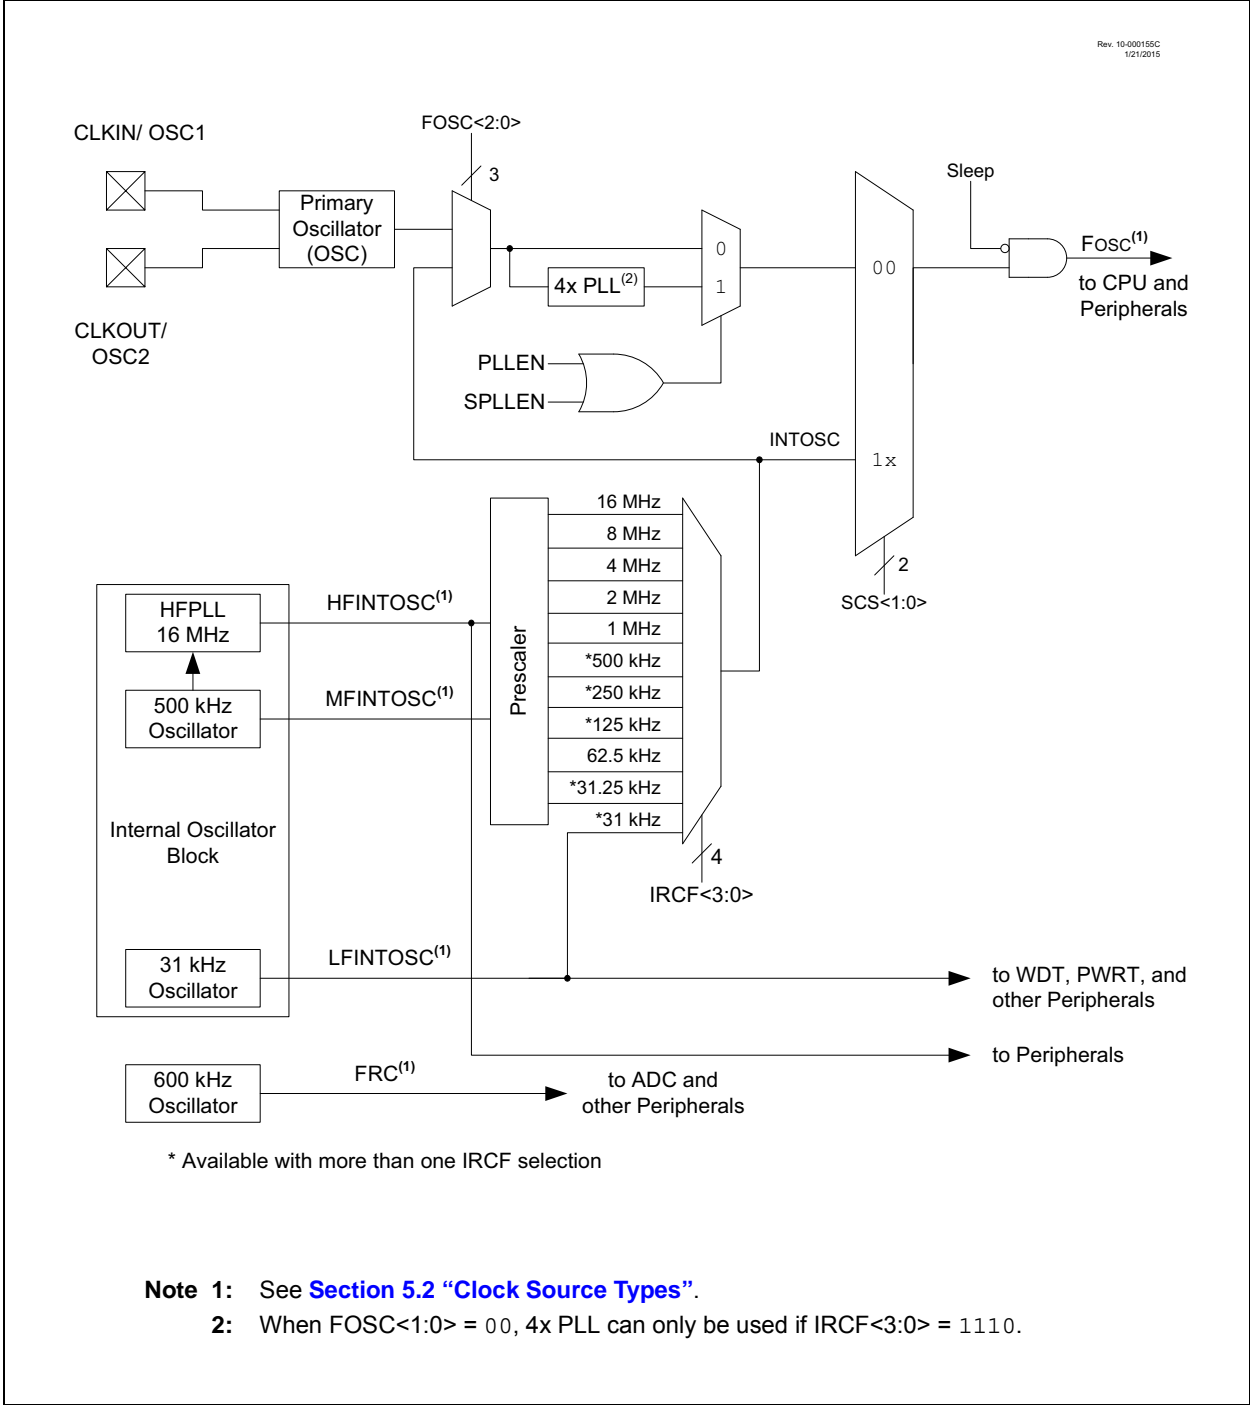 Rev. 10-000155C
1/21/2015
CLKIN/ OSC1
FOSC<2:0>
3
Primary
Oscillator
(OSC)
CLKOUT/
OSC2
4x PLL(2)
0
1
PLLEN
SPLLEN
00
1x
Sleep
FOSC(1)
to CPU and
Peripherals
INTOSC
2
SCS<1:0>
HFPLL
16 MHz
500 kHz
Oscillator
Internal Oscillator
Block
31 kHz
Oscillator
HFINTOSC(1)
MFINTOSC(1)
LFINTOSC(1)
Prescaler
16 MHz
8 MHz
4 MHz
2 MHz
1 MHz
*500 kHz
*250 kHz
*125 kHz
62.5 kHz
*31.25 kHz
*31 kHz
4
IRCF<3:0>
to WDT, PWRT, and
other Peripherals
to Peripherals
600 kHz
Oscillator
FRC(1)
to ADC and
other Peripherals
* Available with more than one IRCF selection
Note 1: See Section 5.2 “Clock Source Types”.
2: When FOSC<1:0> = 00, 4x PLL can only be used if IRCF<3:0> = 1110.